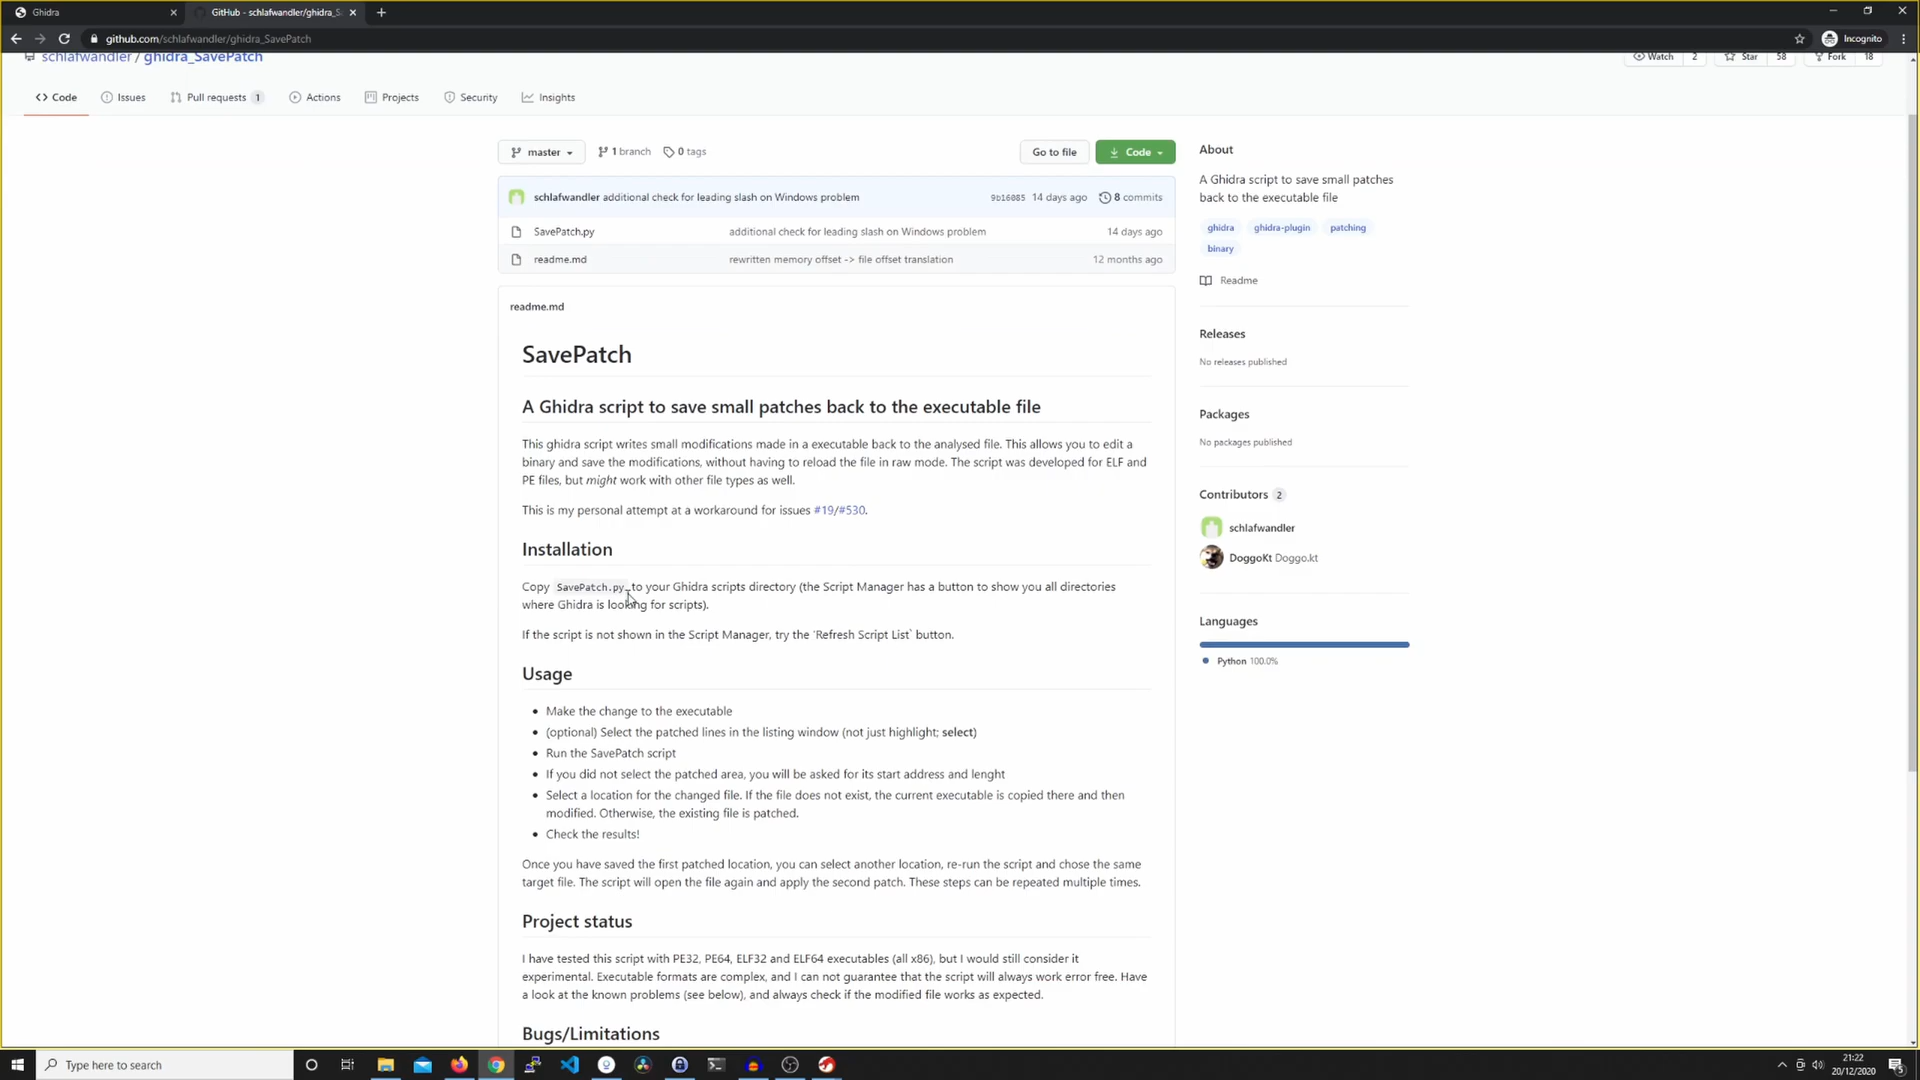 Ghidra
GitHub - schlafwandler/ghidra_S
github.com/schlafwandler/ghidra_SavePatch
Incognito
schlafwandler / ghidra_SavePatch
Watch 2
Star 58
Fork 18
Code
Issues
Pull requests 1
Actions
Projects
Security
Insights
master
1 branch
0 tags
Go to file
Code
schlafwandler additional check for leading slash on Windows problem
9b16085 14 days ago
8 commits
SavePatch.py
additional check for leading slash on Windows problem
14 days ago
readme.md
rewritten memory offset -> file offset translation
12 months ago
readme.md
SavePatch
A Ghidra script to save small patches back to the executable file
This ghidra script writes small modifications made in a executable back to the analysed file. This allows you to edit a
binary and save the modifications, without having to reload the file in raw mode. The script was developed for ELF and
PE files, but might work with other file types as well.
This is my personal attempt at a workaround for issues #19/#530.
Installation
Copy SavePatch.py to your Ghidra scripts directory (the Script Manager has a button to show you all directories
where Ghidra is looking for scripts).
If the script is not shown in the Script Manager, try the `Refresh Script List` button.
Usage
• Make the change to the executable
• (optional) Select the patched lines in the listing window (not just highlight; select)
• Run the SavePatch script
• If you did not select the patched area, you will be asked for its start address and lenght
• Select a location for the changed file. If the file does not exist, the current executable is copied there and then
modified. Otherwise, the existing file is patched.
• Check the results!
Once you have saved the first patched location, you can select another location, re-run the script and chose the same
target file. The script will open the file again and apply the second patch. These steps can be repeated multiple times.
Project status
I have tested this script with PE32, PE64, ELF32 and ELF64 executables (all x86), but I would still consider it
experimental. Executable formats are complex, and I can not guarantee that the script will always work error free. Have
a look at the known problems (see below), and always check if the modified file works as expected.
Bugs/Limitations
About
A Ghidra script to save small patches
back to the executable file
ghidra
ghidra-plugin
patching
binary
Readme
Releases
No releases published
Packages
No packages published
Contributors 2
schlafwandler
DoggoKt Doggo.kt
Languages
Python 100.0%
Type here to search
21:22
20/12/2020
5